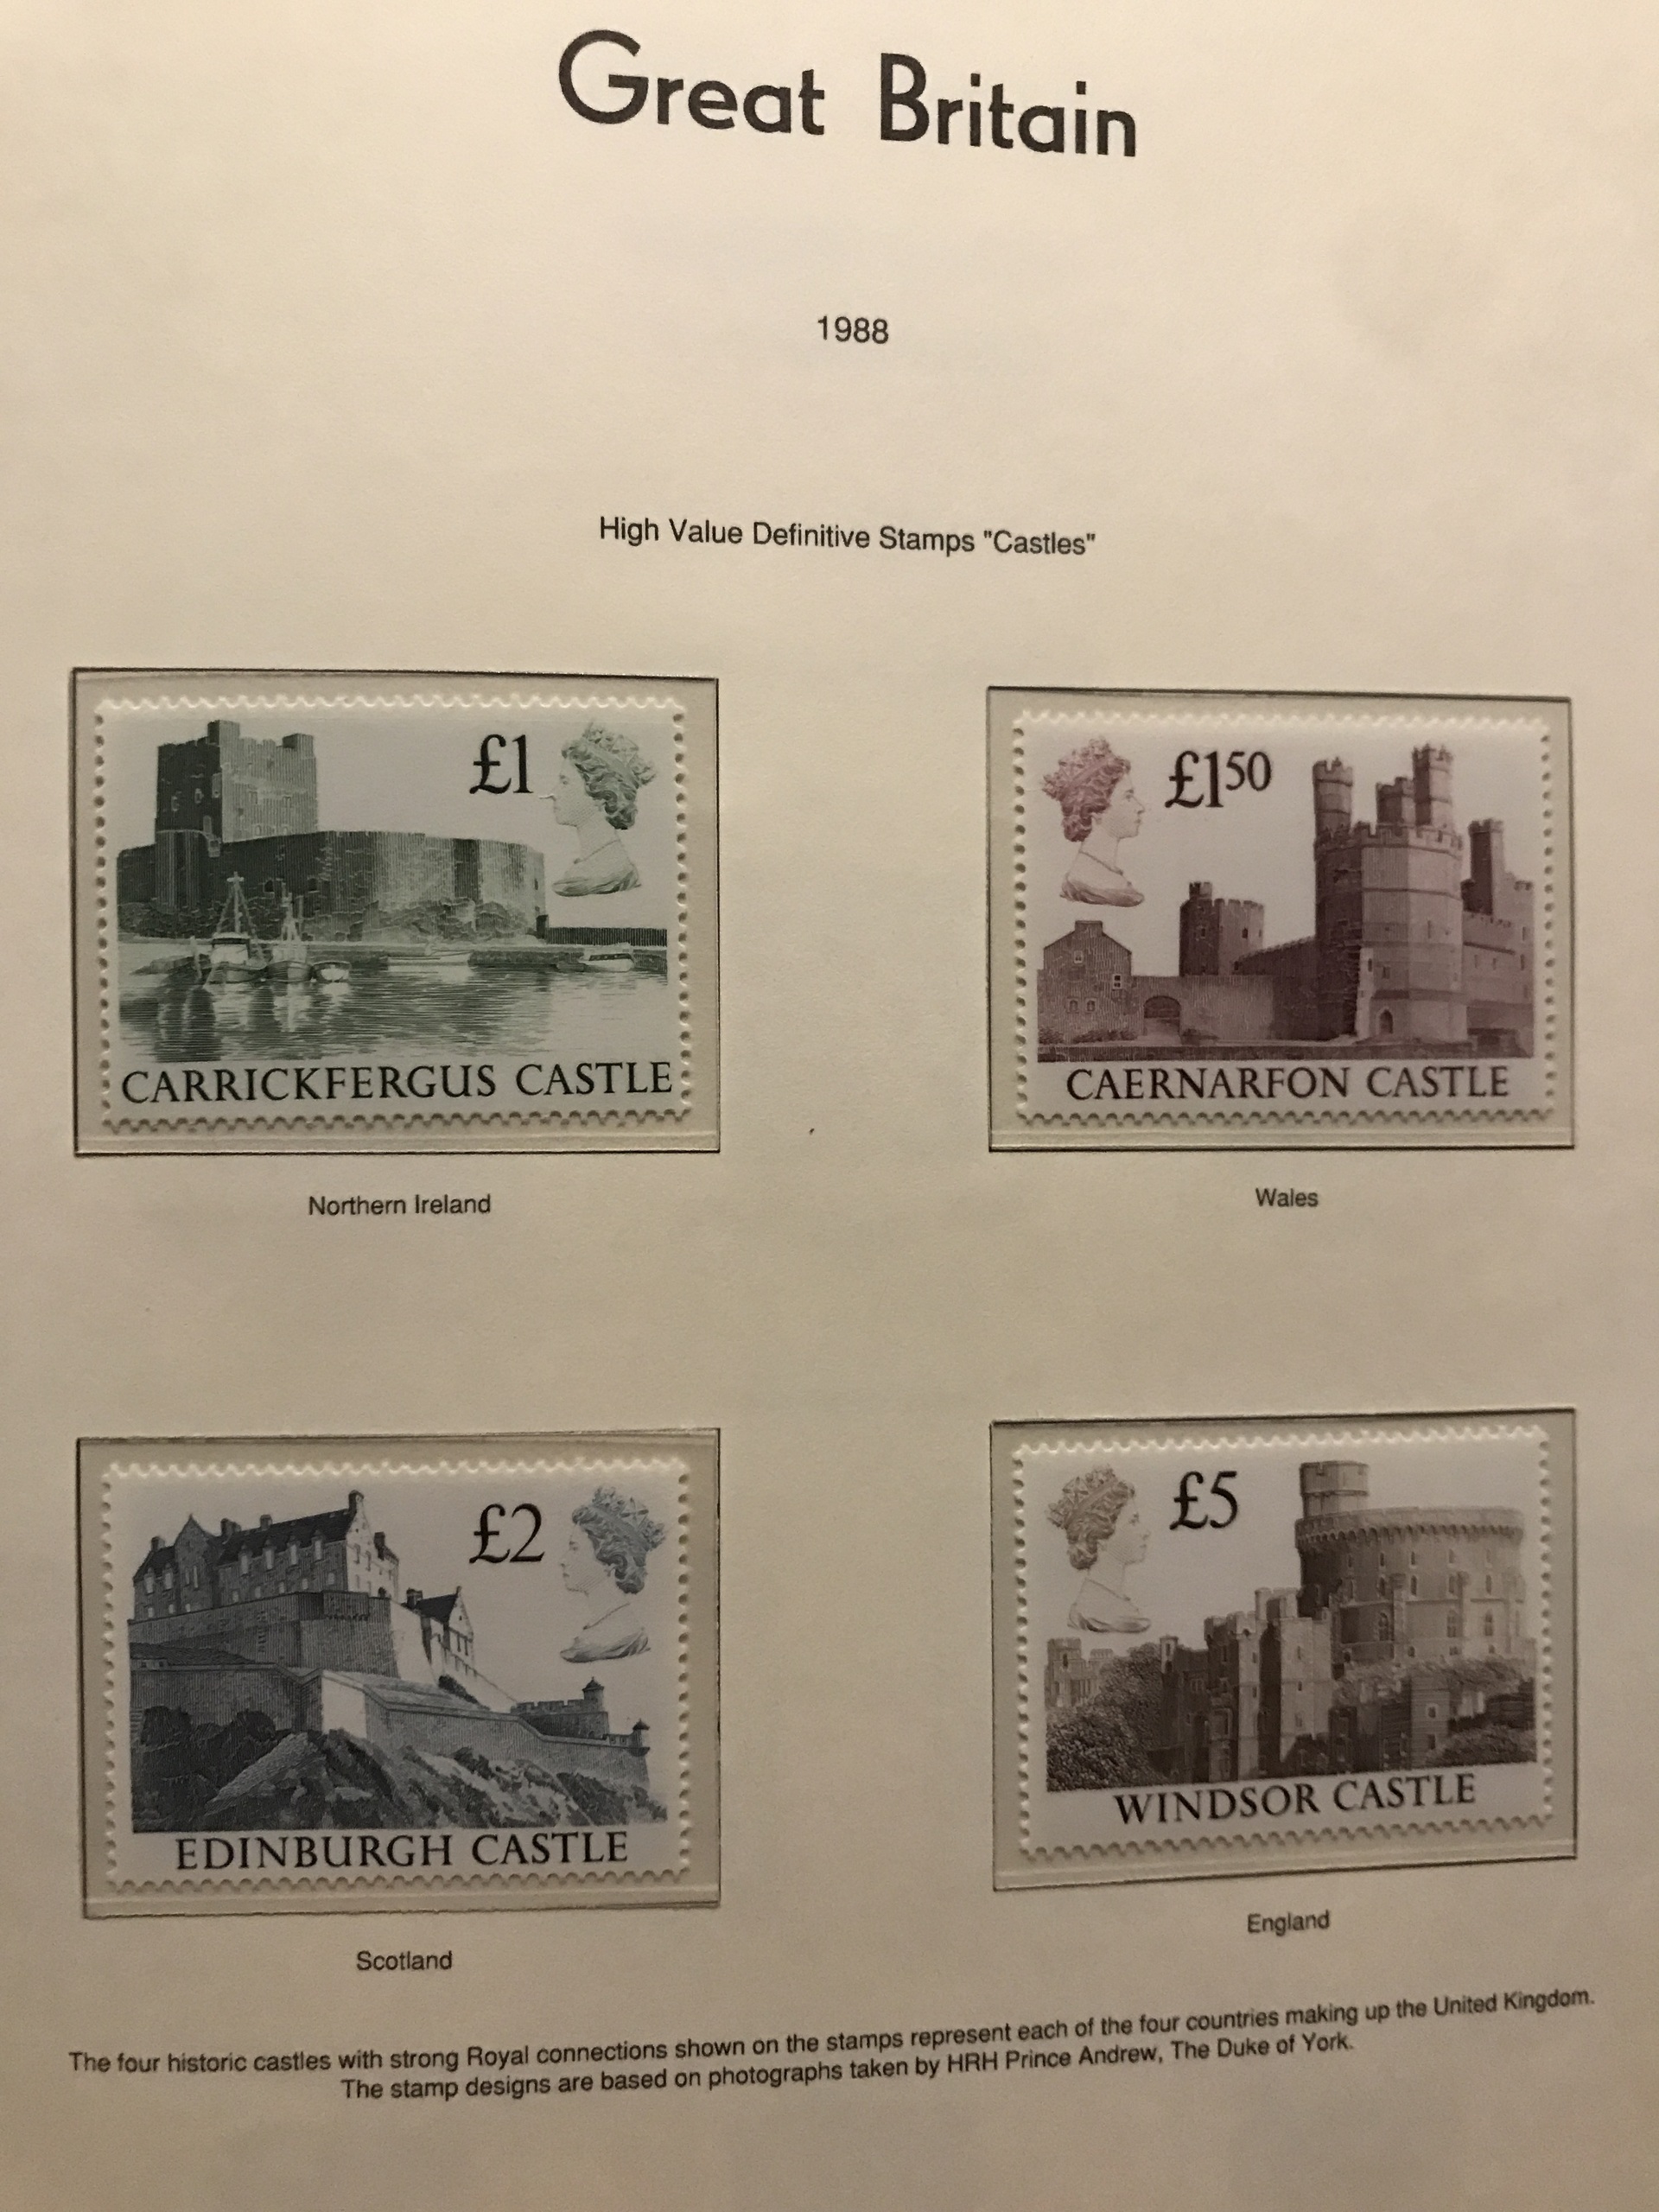 Great Britain
1988
High Value Definitive Stamps "Castles"
£1
CARRICKFERGUS CASTLE
Northern Ireland
£150
CAERNARFON CASTLE
Wales
£2
EDINBURGH CASTLE
Scotland
£5
WINDSOR CASTLE
England
The four historic castles with strong Royal connections shown on the stamps represent each of the four countries making up the United Kingdom.
The stamp designs are based on photographs taken by HRH Prince Andrew, The Duke of York.